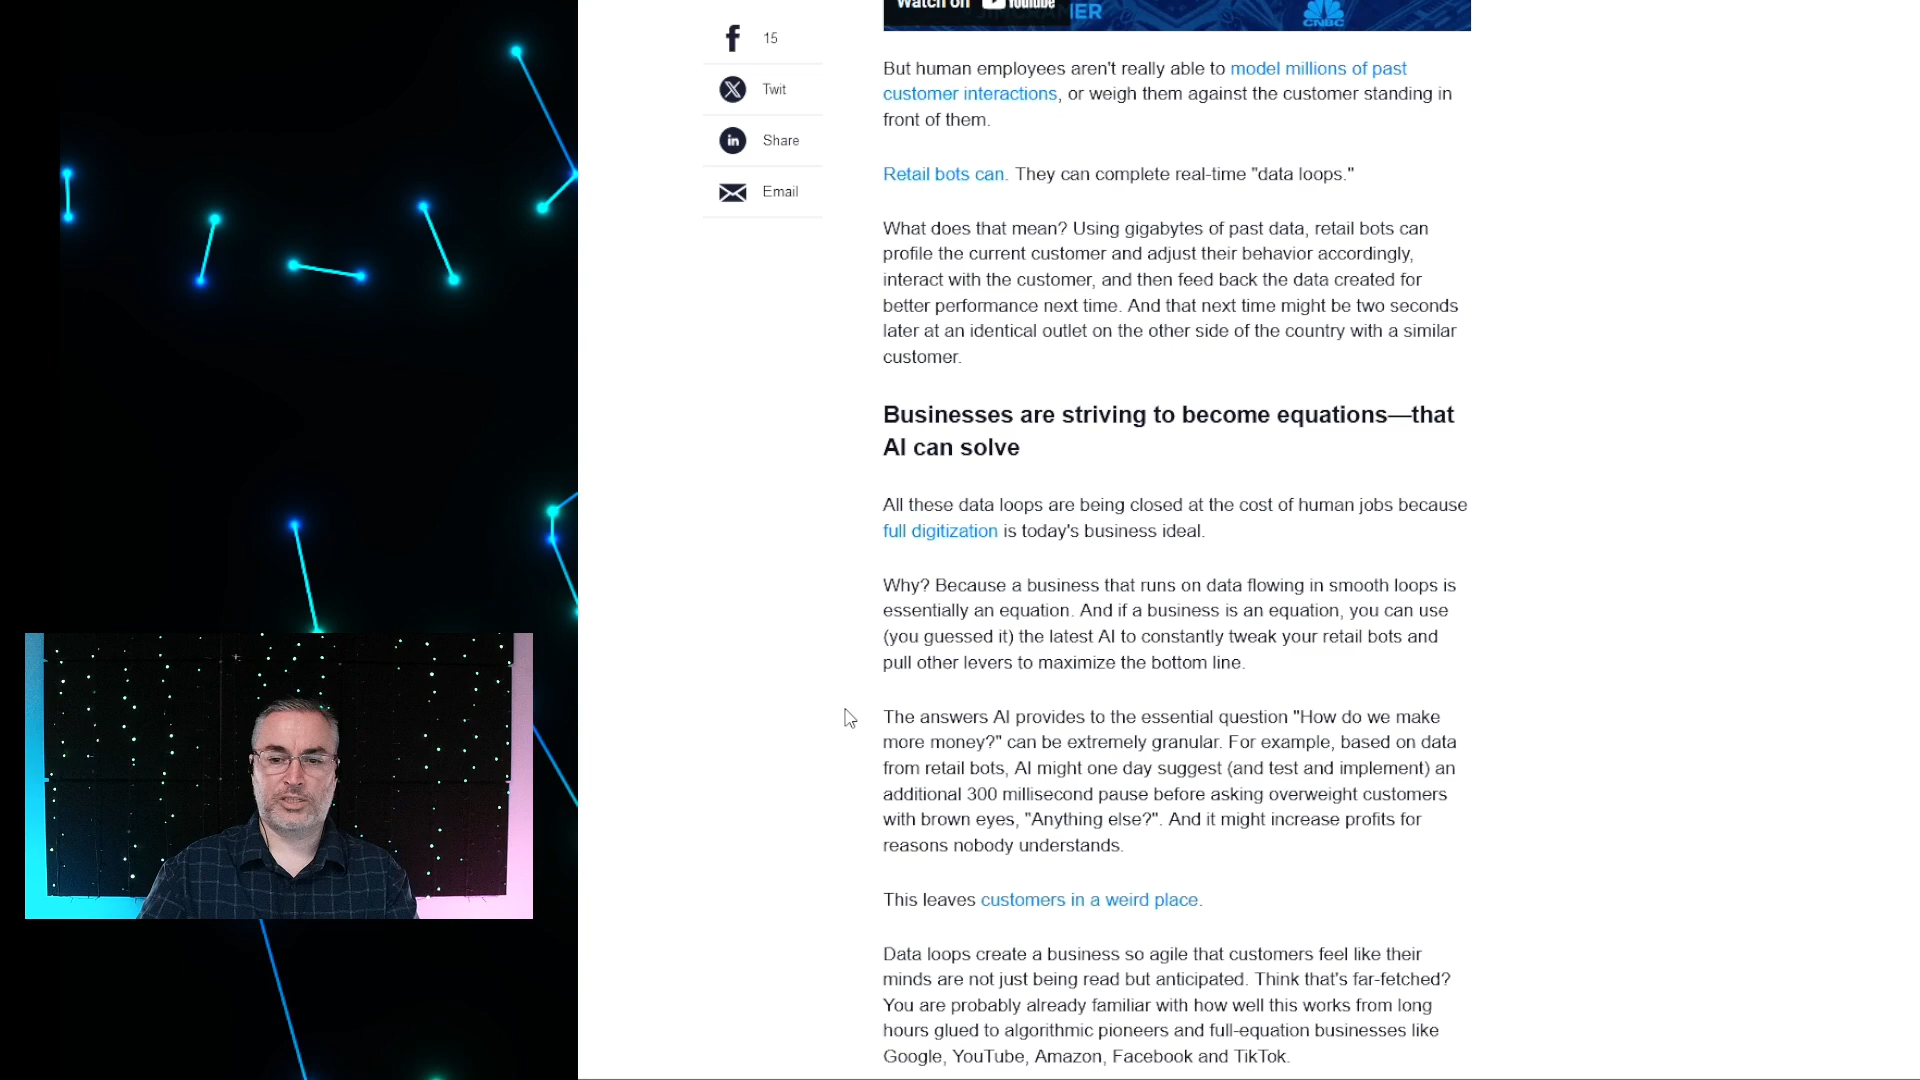 Watch on YouTube
CNBC
15
Twit
Share
Email
But human employees aren't really able to model millions of past
customer interactions, or weigh them against the customer standing in
front of them.
Retail bots can. They can complete real-time "data loops."
What does that mean? Using gigabytes of past data, retail bots can
profile the current customer and adjust their behavior accordingly,
interact with the customer, and then feed back the data created for
better performance next time. And that next time might be two seconds
later at an identical outlet on the other side of the country with a similar
customer.
Businesses are striving to become equations—that
AI can solve
All these data loops are being closed at the cost of human jobs because
full digitization is today's business ideal.
Why? Because a business that runs on data flowing in smooth loops is
essentially an equation. And if a business is an equation, you can use
(you guessed it) the latest AI to constantly tweak your retail bots and
pull other levers to maximize the bottom line.
The answers AI provides to the essential question "How do we make
more money?" can be extremely granular. For example, based on data
from retail bots, AI might one day suggest (and test and implement) an
additional 300 millisecond pause before asking overweight customers
with brown eyes, "Anything else?". And it might increase profits for
reasons nobody understands.
This leaves customers in a weird place.
Data loops create a business so agile that customers feel like their
minds are not just being read but anticipated. Think that's far-fetched?
You are probably already familiar with how well this works from long
hours glued to algorithmic pioneers and full-equation businesses like
Google, YouTube, Amazon, Facebook and TikTok.